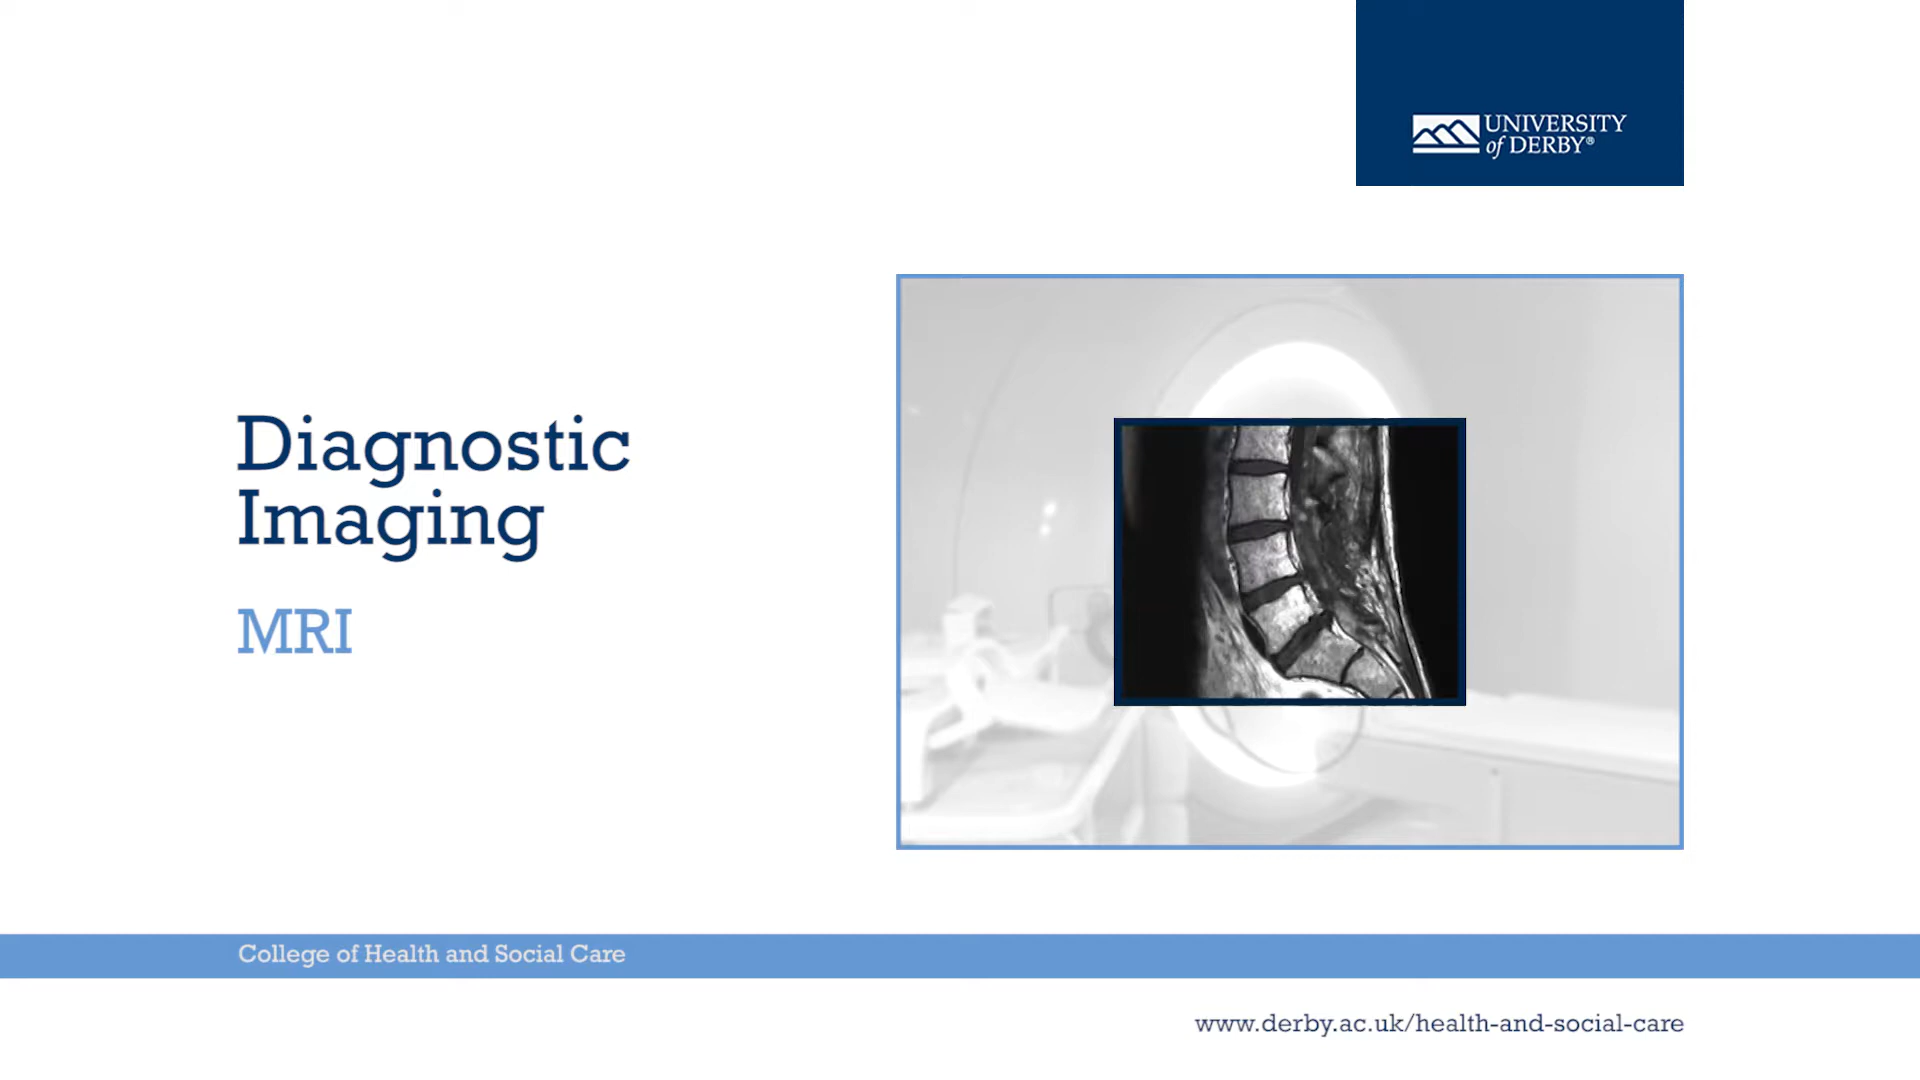 UNIVERSITY
of DERBY®
Diagnostic
Imaging
MRI
College of Health and Social Care
www.derby.ac.uk/health-and-social-care